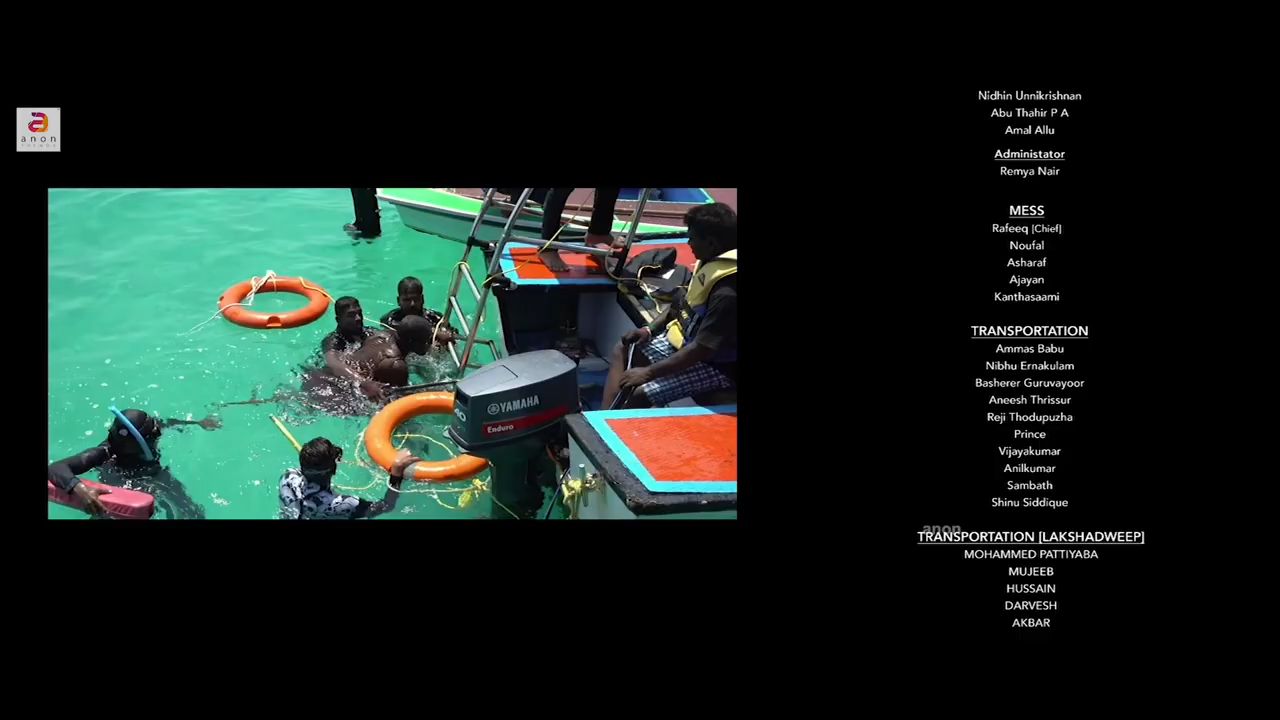 anon
Nidhin Unnikrishnan
Abu Thahir P A
Amal Allu
Administator
Remya Nair
MESS
Rafeeq [Chief]
Noufal
Asharaf
Ajayan
Kanthasaami
TRANSPORTATION
Ammas Babu
Nibhu Ernakulam
Basherer Guruvayoor
Aneesh Thrissur
Reji Thodupuzha
Prince
Vijayakumar
Anilkumar
Sambath
Shinu Siddique
anon
TRANSPORTATION [LAKSHADWEEP]
MOHAMMED PATTIYABA
MUJEEB
HUSSAIN
DARVESH
AKBAR
YAMAHA
40
Enduro